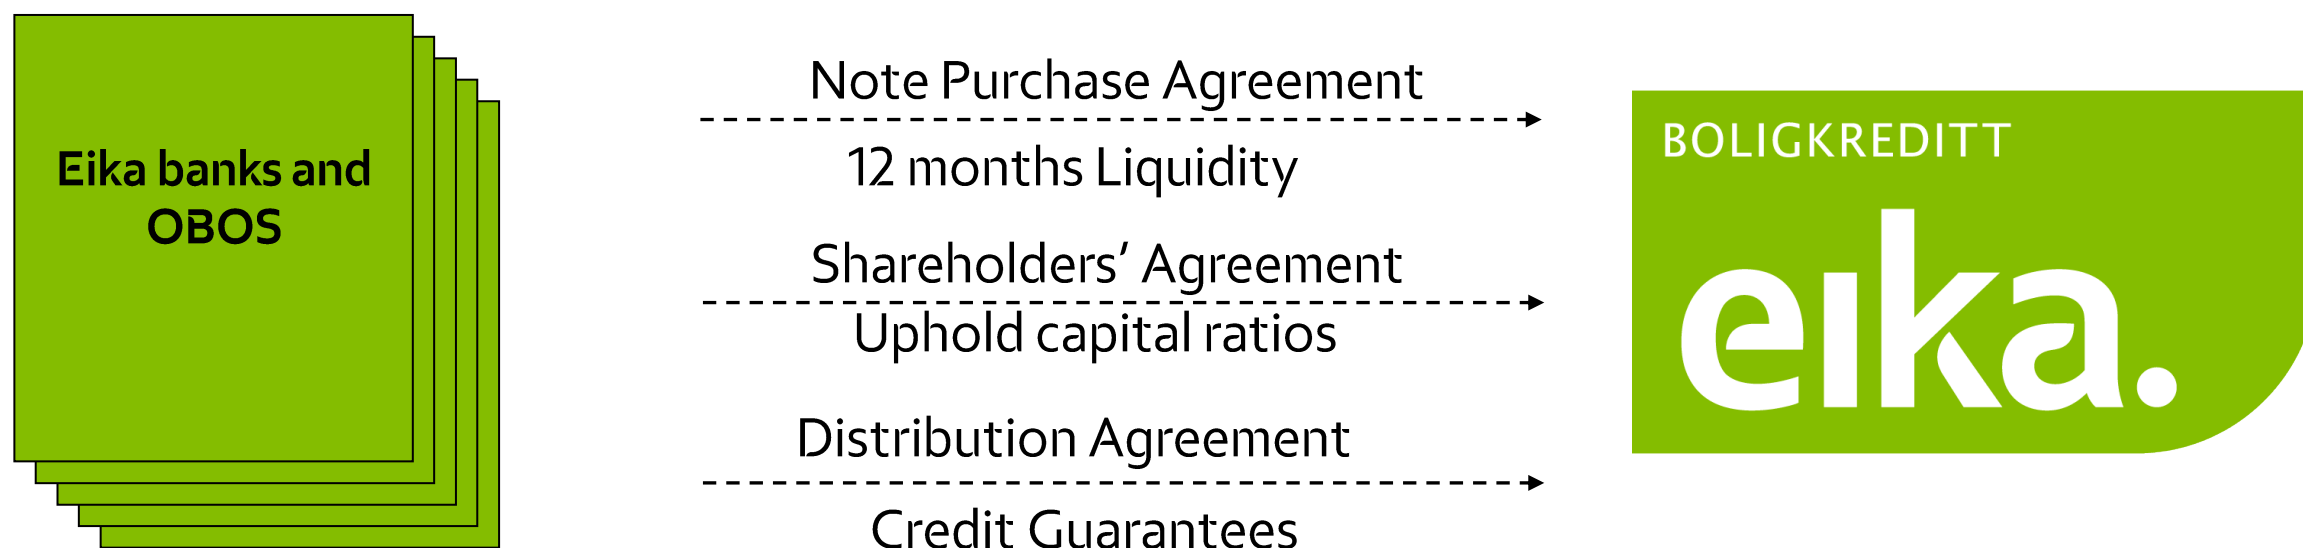 Eika banks and
OBOS
Note Purchase Agreement
12 months Liquidity
Shareholders’ Agreement
Uphold capital ratios
Distribution Agreement
Credit Guarantees
BOLIGKREDITT
eika.